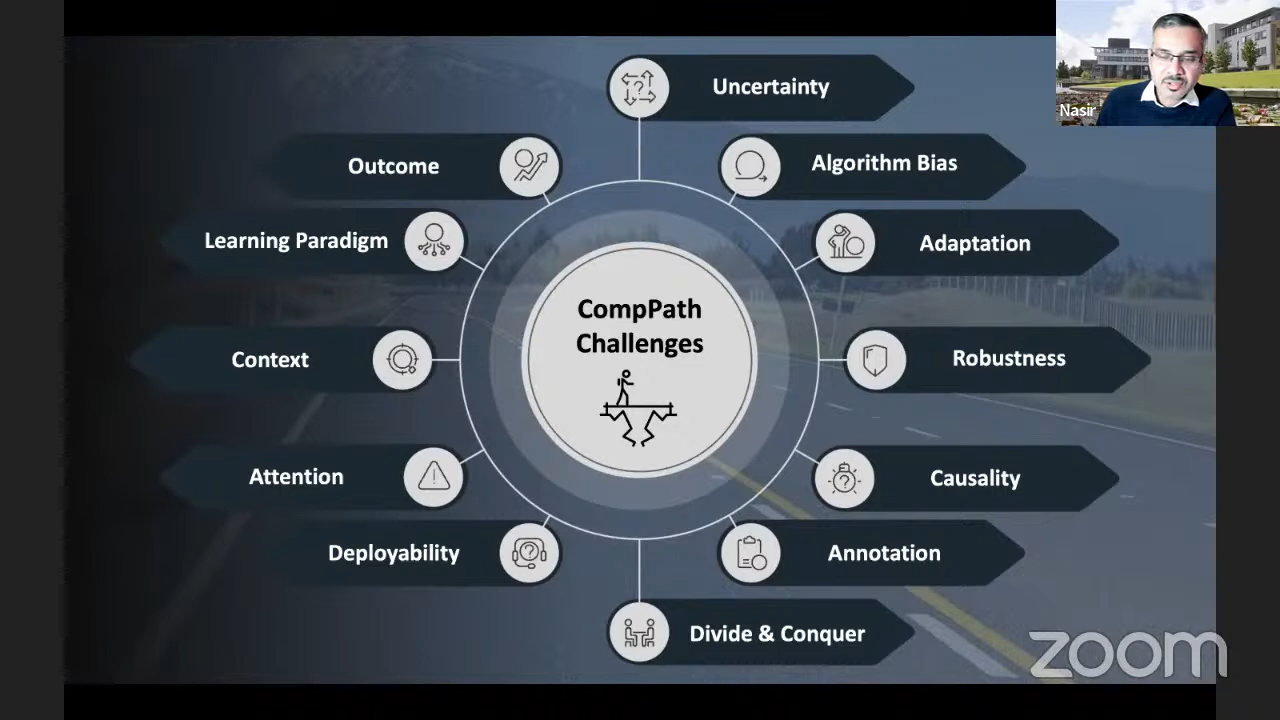 Nasir
Uncertainty
Outcome
Algorithm Bias
Learning Paradigm
Adaptation
CompPath
Challenges
Context
Robustness
Attention
Causality
Deployability
Annotation
Divide & Conquer
zoom